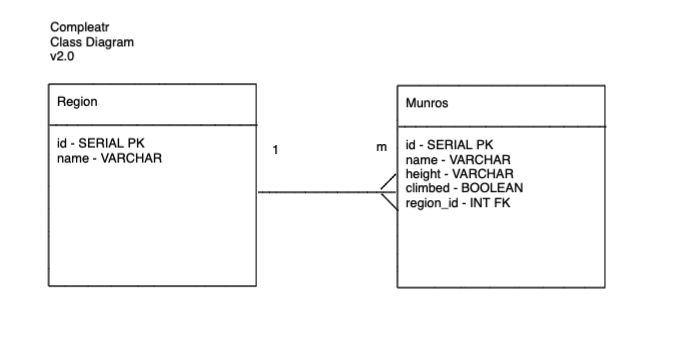 Compleatr
Class Diagram
v2.0
Region
id - SERIAL PK
name - VARCHAR
1
m
Munros
id - SERIAL PK
name - VARCHAR
height - VARCHAR
climbed - BOOLEAN
region_id - INT FK